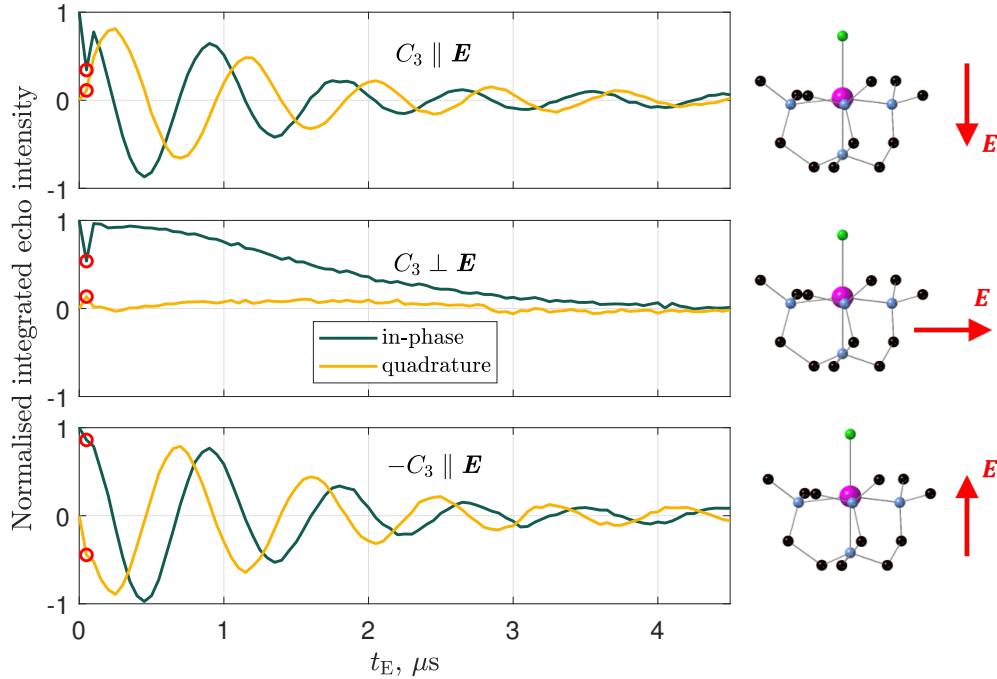 Normalised integrated echo intensity
1
0
-1
C₃ ∥ E
E
1
0
-1
C₃ ⊥ E
in-phase
quadrature
E
1
0
-1
−C₃ ∥ E
E
0 1 2 3 4
t_E, μs